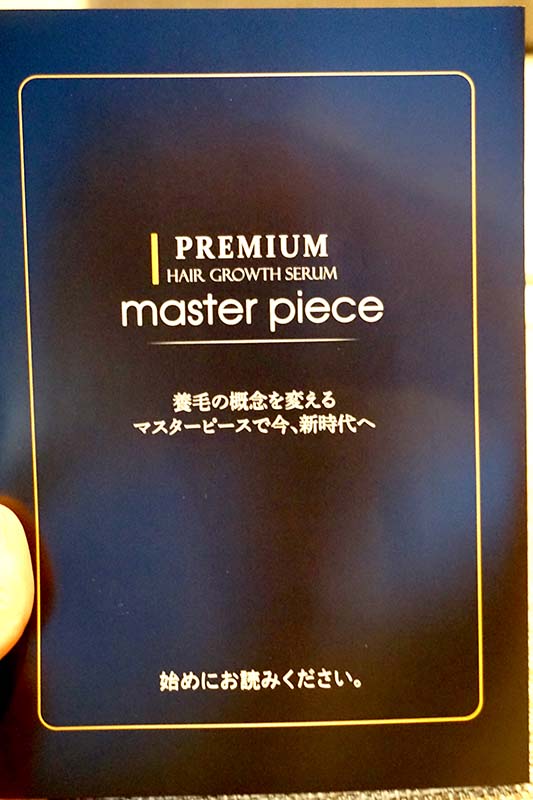 PREMIUM
HAIR GROWTH SERUM
master piece
養毛の概念を変える
マスターピースで今、新時代へ
始めにお読みください。